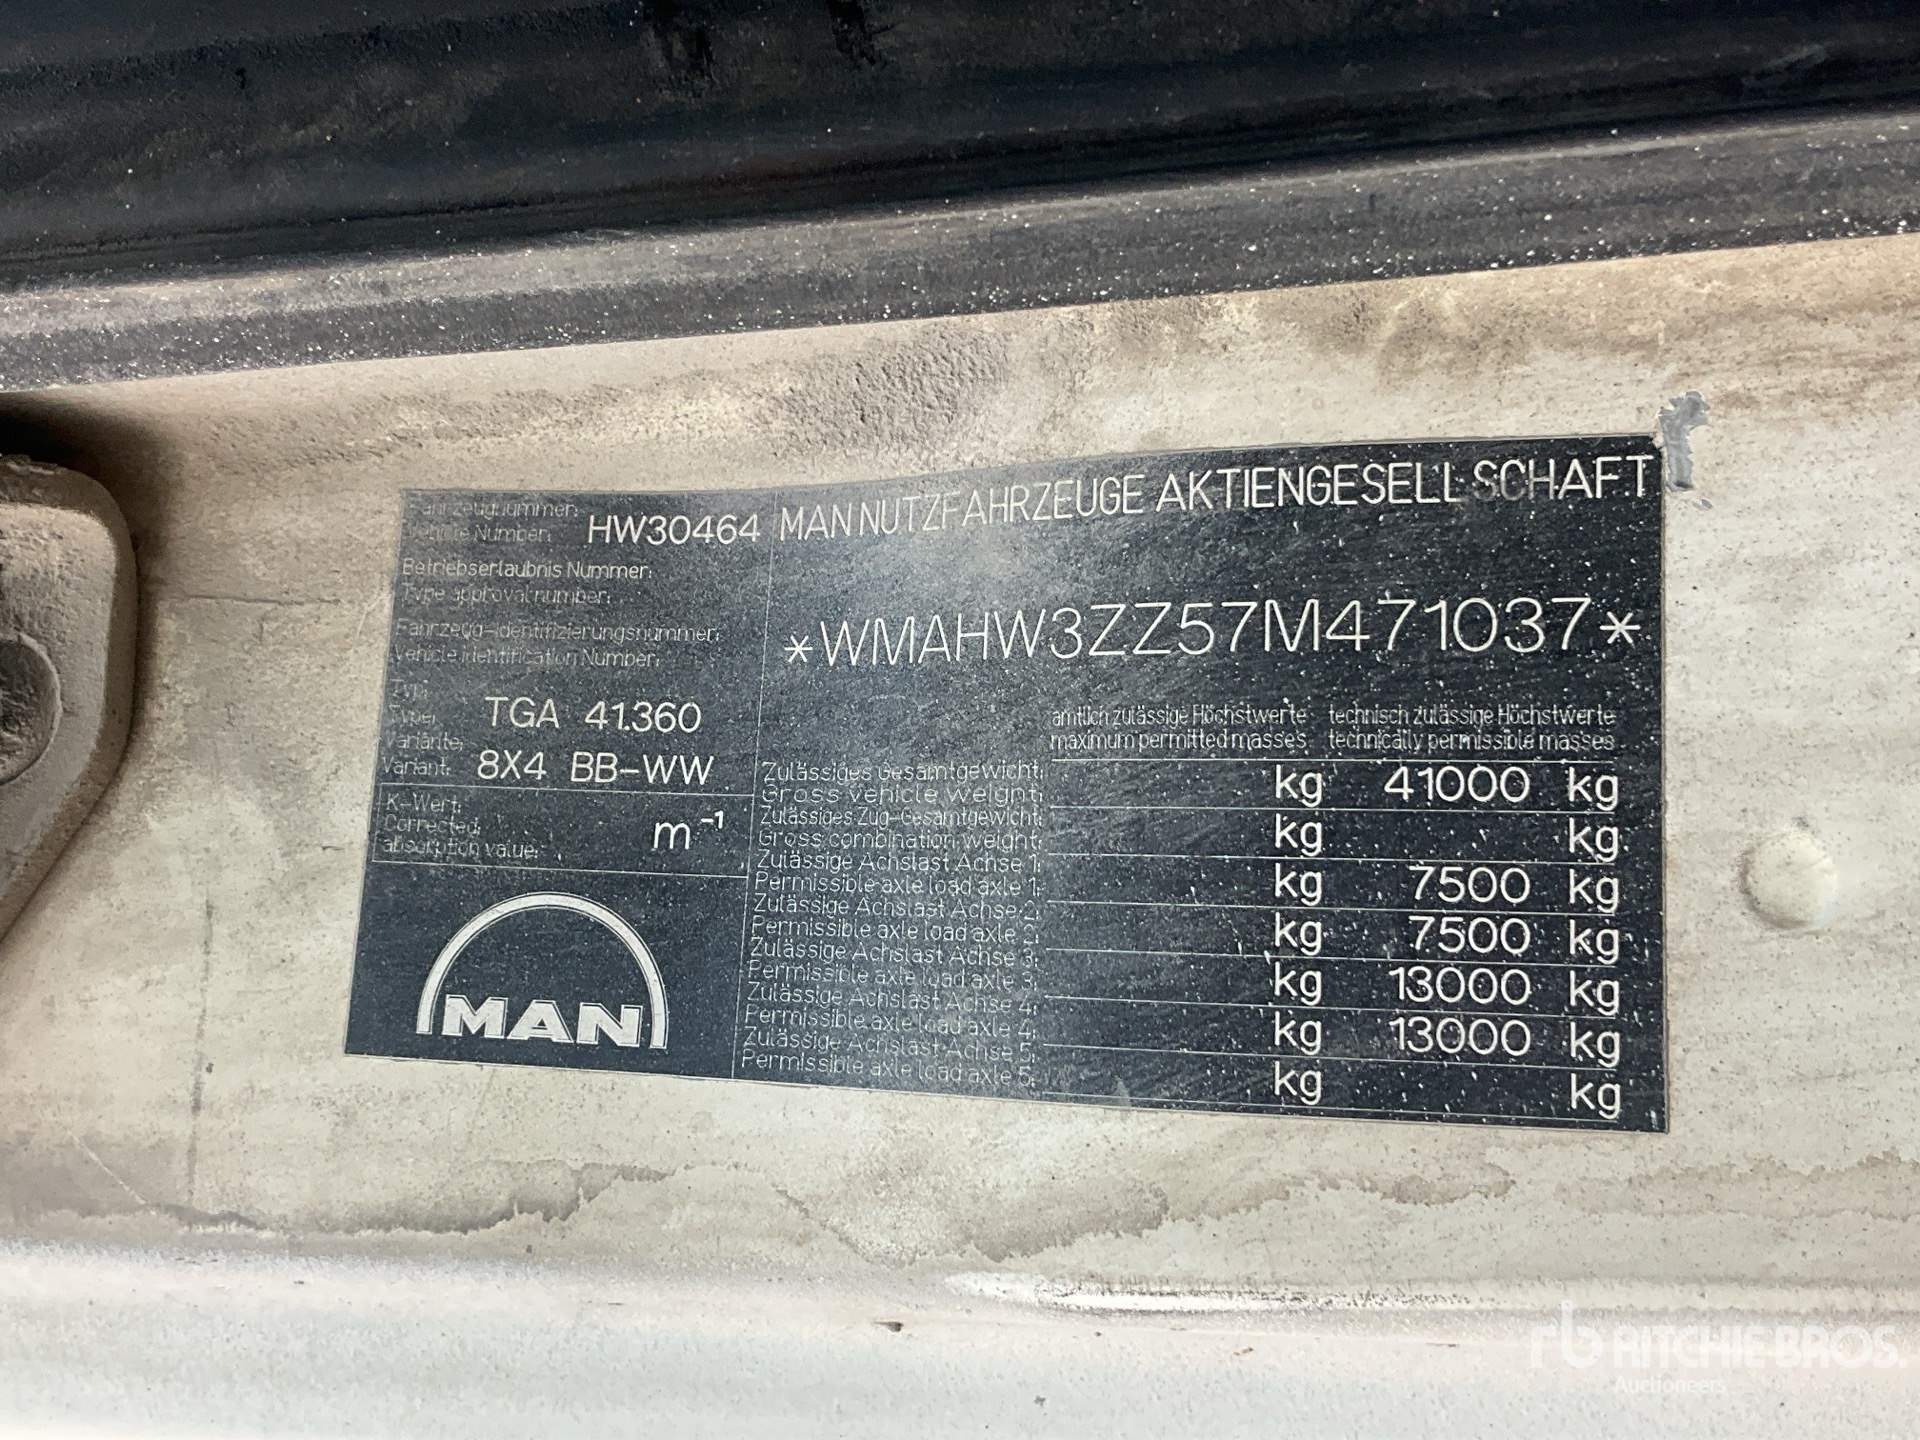 Fahrzeugnummer:
Vehicle Number: HW30464
MAN NUTZFAHRZEUGE AKTIENGESELLSCHAFT
Betriebserlaubnis Nummer:
Type approval number:
Fahrzeug-Identifizierungsnummer:
Vehicle Identification Number:
*WMAHW3ZZ57M471037*
Typ:
Type: TGA 41.360
Variante:
Variant: 8X4 BB-WW
K-Wert:
Corrected
absorption value: m⁻¹
MAN
amtlich zulässige Höchstwerte technisch zulässige Höchstwerte
maximum permitted masses technically permissible masses
Zulässiges Gesamtgewicht:
Gross vehicle weight: kg 41000 kg
Zulässiges Zug-Gesamtgewicht:
Gross combination weight: kg kg
Zulässige Achslast Achse 1:
Permissible axle load axle 1: kg 7500 kg
Zulässige Achslast Achse 2:
Permissible axle load axle 2: kg 7500 kg
Zulässige Achslast Achse 3:
Permissible axle load axle 3: kg 13000 kg
Zulässige Achslast Achse 4:
Permissible axle load axle 4: kg 13000 kg
Zulässige Achslast Achse 5:
Permissible axle load axle 5: kg kg
rb RITCHIE BROS.
Auctioneers